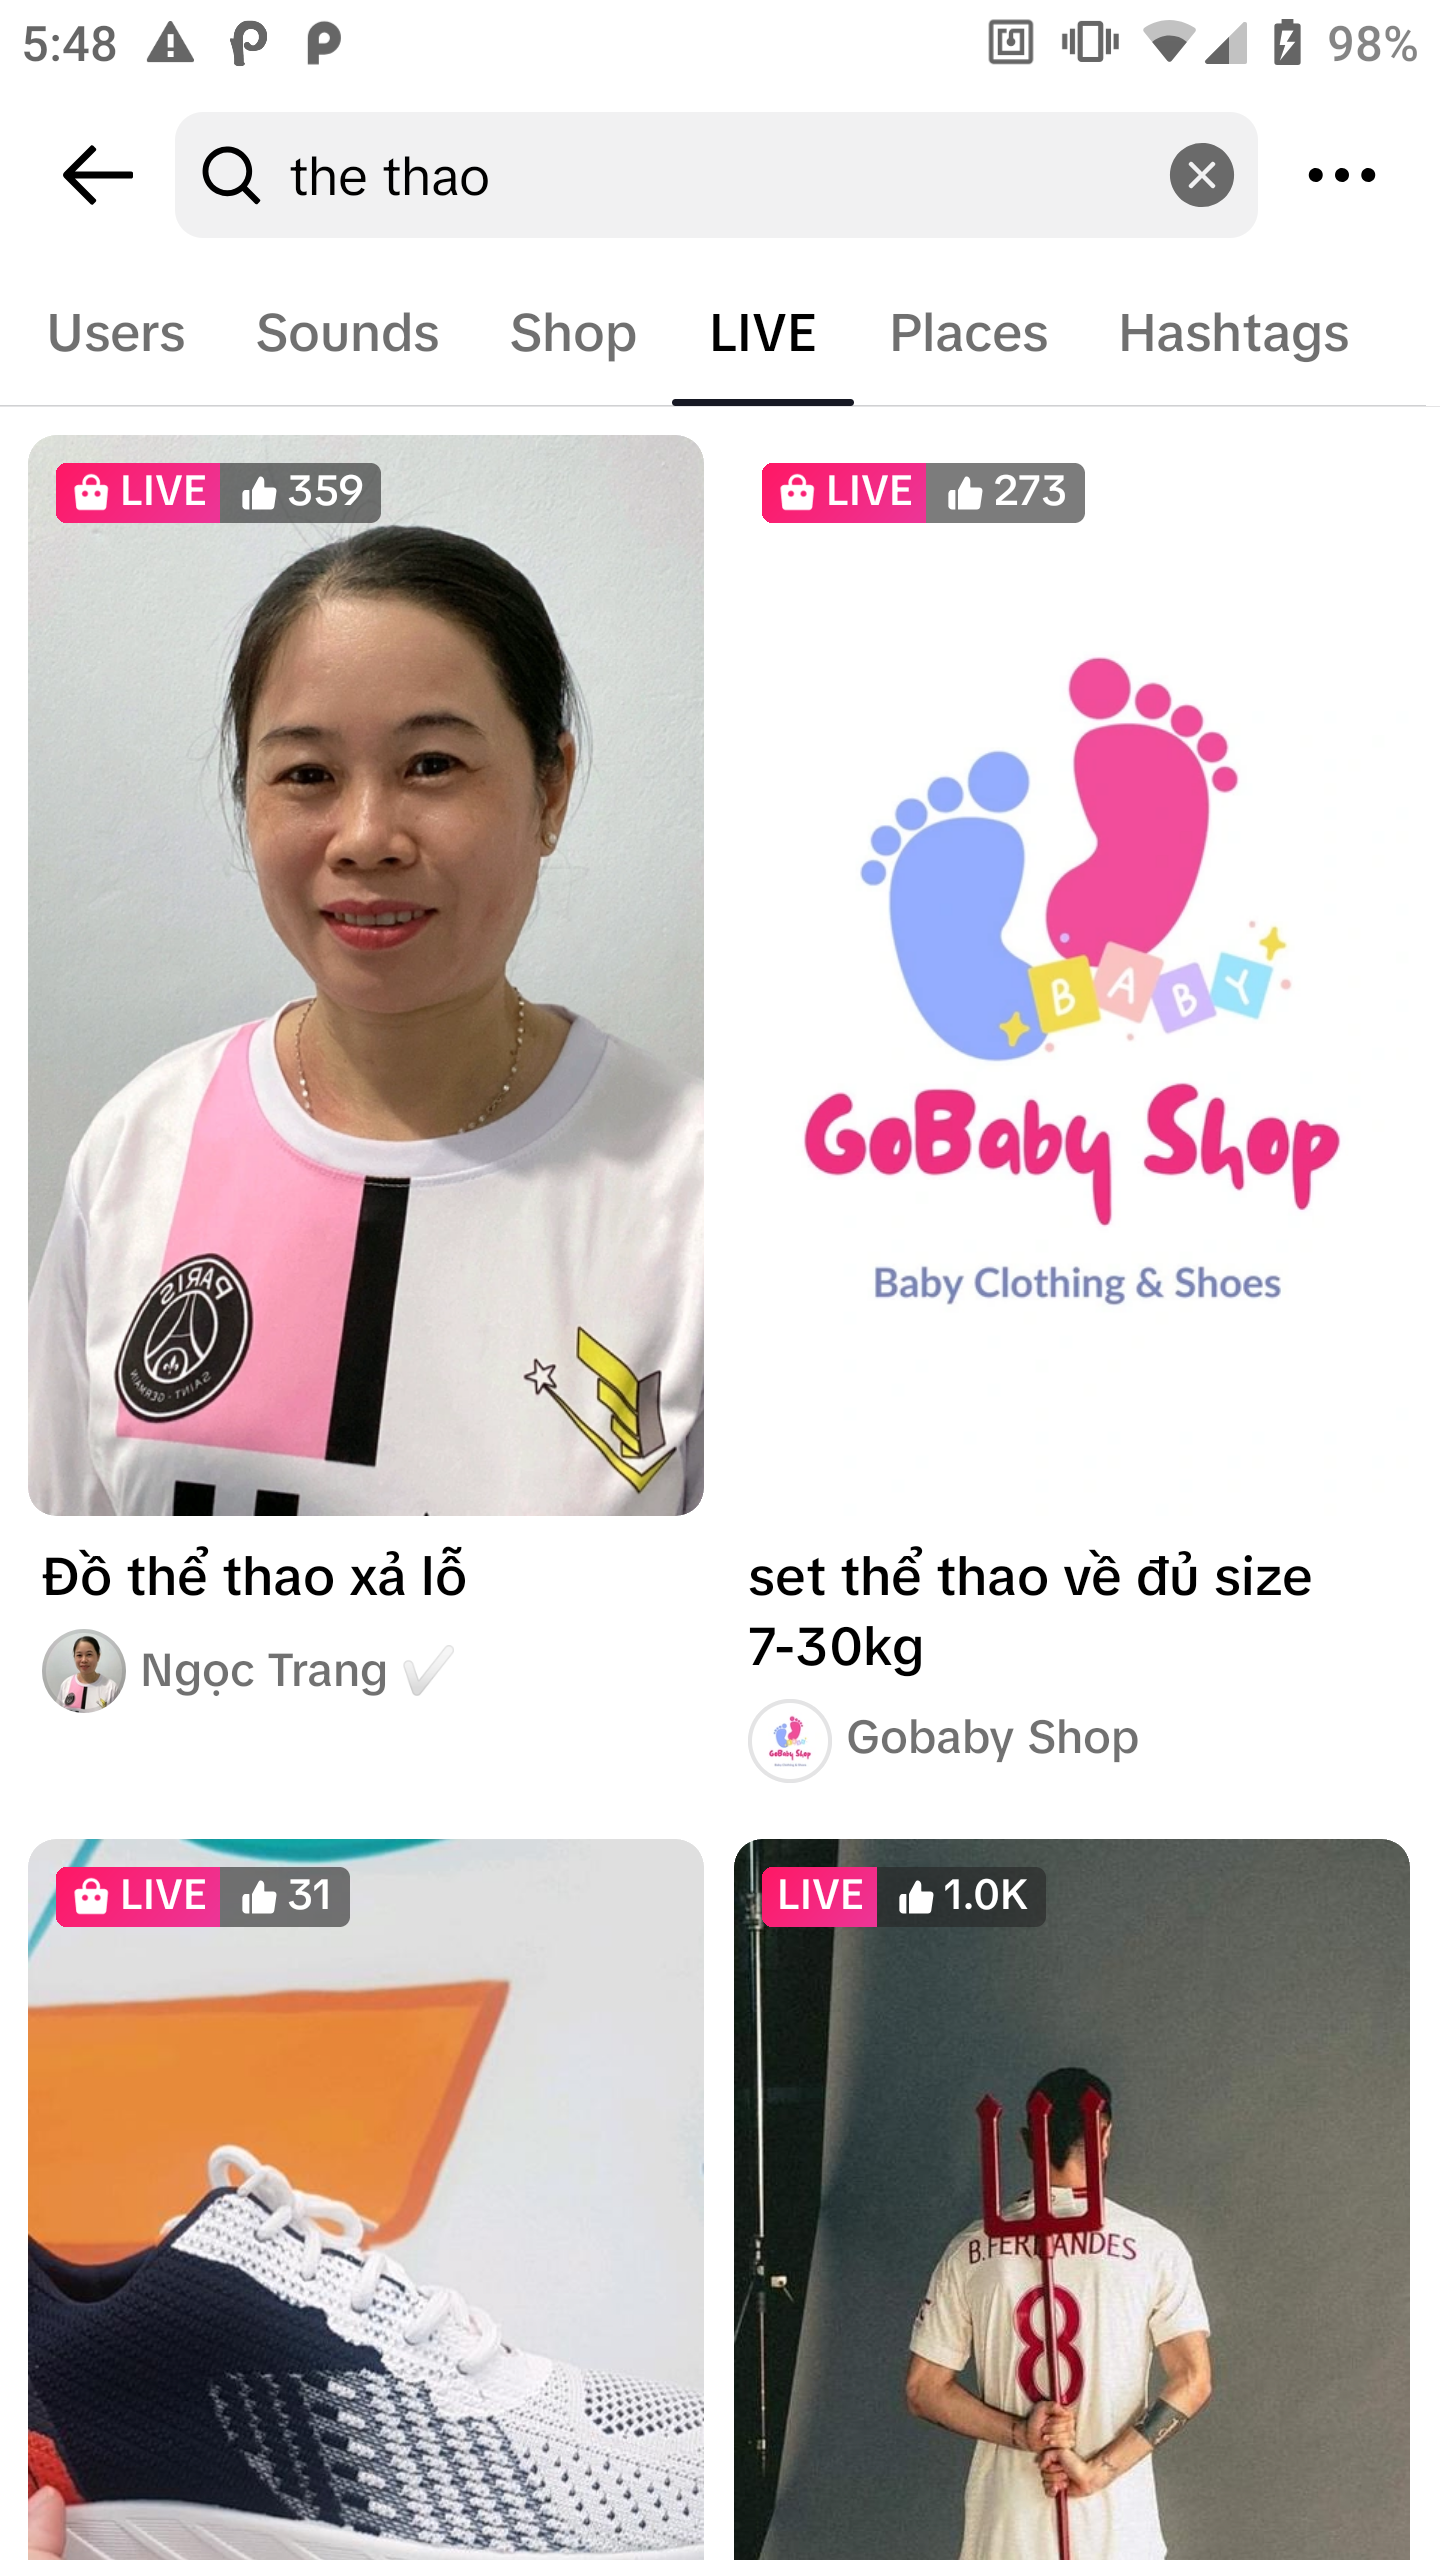 5:48
98%
the thao
Users Sounds Shop LIVE Places Hashtags
LIVE 359
PARIS
SAINT-GERMAIN
Đồ thể thao xả lỗ
Ngọc Trang
LIVE 273
BABY
GoBaby Shop
Baby Clothing & Shoes
set thể thao về đủ size
7-30kg
GoBaby Shop
Gobaby Shop
LIVE 31
LIVE 1.0K
B.FERNANDES
8